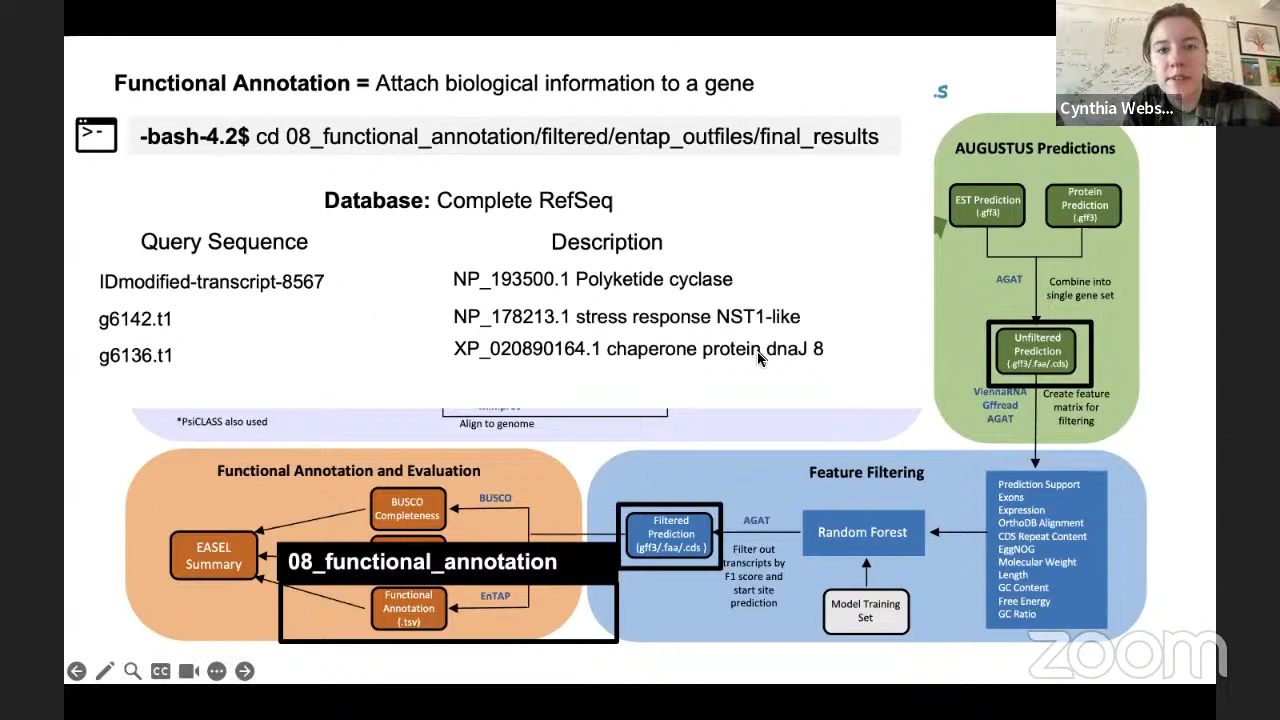 Functional Annotation = Attach biological information to a gene
-bash-4.2$ cd 08_functional_annotation/filtered/entap_outfiles/final_results
Database: Complete RefSeq
Query Sequence
Description
IDmodified-transcript-8567
NP_193500.1 Polyketide cyclase
g6142.t1
NP_178213.1 stress response NST1-like
g6136.t1
XP_020890164.1 chaperone protein dnaJ 8
.s
Cynthia Webs...
AUGUSTUS Predictions
EST Prediction
(.gff3)
Protein
Prediction
(.gff3)
AGAT
Combine into
single gene set
Unfiltered
Prediction
(.gff3/.faa/.cds)
ViennaRNA
Gffread
AGAT
Create feature
matrix for
filtering
*PsiCLASS also used
Align to genome
Functional Annotation and Evaluation
BUSCO
Completeness
BUSCO
EASEL
Summary
08_functional_annotation
Functional
Annotation
(.tsv)
EnTAP
Feature Filtering
Filtered
Prediction
(gff3/.faa/.cds )
AGAT
Filter out
transcripts by
F1 score and
start site
prediction
Random Forest
Model Training
Set
Prediction Support
Exons
Expression
OrthoDB Alignment
CDS Repeat Content
EggNOG
Molecular Weight
Length
GC Content
Free Energy
GC Ratio
CC
zoom